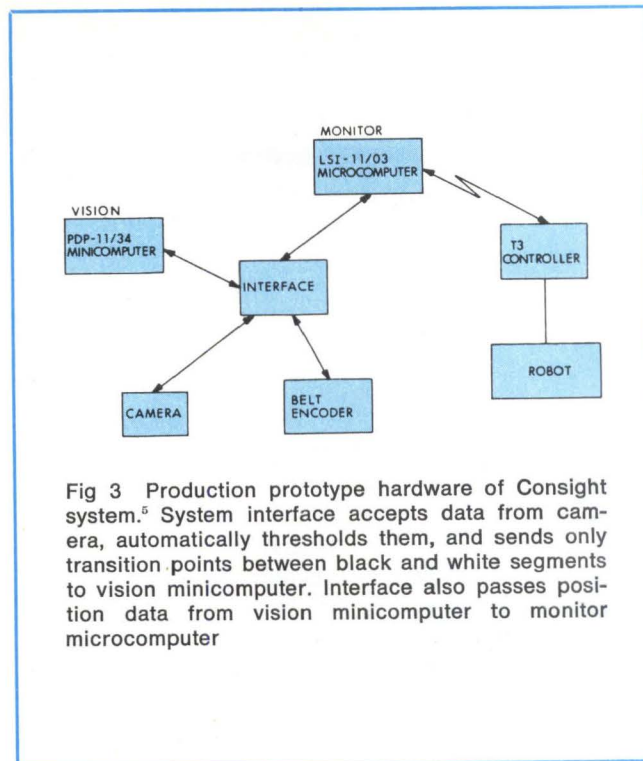 MONITOR
LSI-11/03
MICROCOMPUTER
VISION
PDP-11/34
MINICOMPUTER
T3
CONTROLLER
INTERFACE
ROBOT
CAMERA
BELT
ENCODER
Fig 3 Production prototype hardware of Consight
system.⁵ System interface accepts data from cam-
era, automatically thresholds them, and sends only
transition points between black and white segments
to vision minicomputer. Interface also passes posi-
tion data from vision minicomputer to monitor
microcomputer